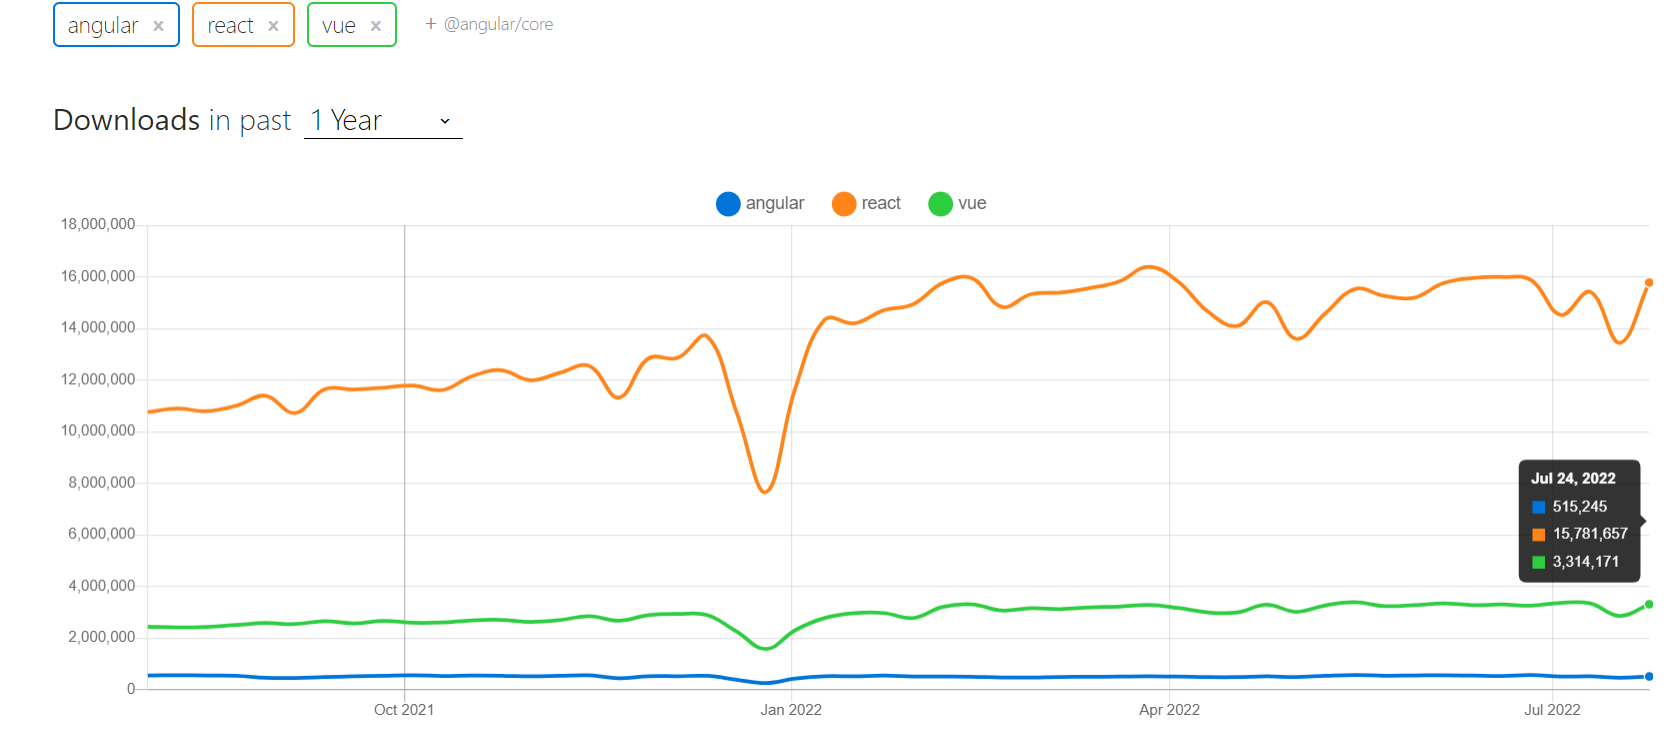 angular × react × vue × + @angular/core
Downloads in past 1 Year
angular react vue
18,000,000
16,000,000
14,000,000
12,000,000
10,000,000
8,000,000
6,000,000
4,000,000
2,000,000
0
Jul 24, 2022
515,245
15,781,657
3,314,171
Oct 2021 Jan 2022 Apr 2022 Jul 2022